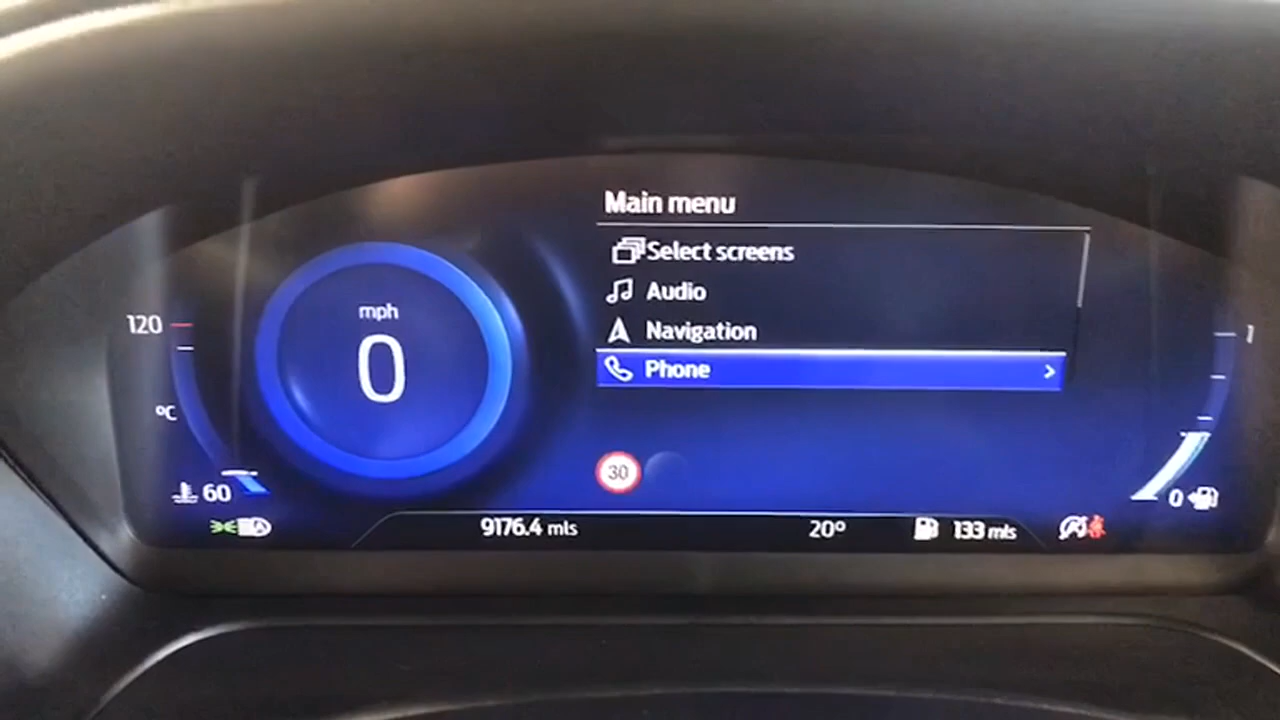 Main menu
Select screens
Audio
Navigation
Phone >
mph
0
120
°C
60
30
1
0
9176.4 mls
20°
133 mls